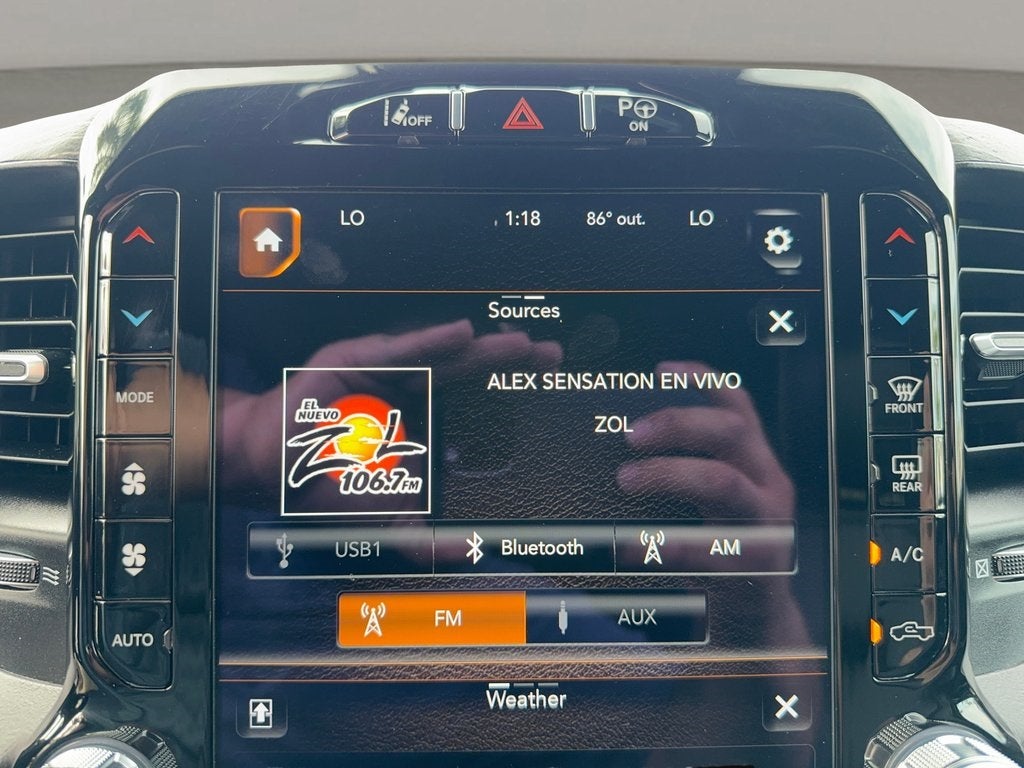 OFF
P
ON
LO
1:18
86° out.
LO
Sources
MODE
FRONT
EL
NUEVO
ZOL
106.7FM
ALEX SENSATION EN VIVO
ZOL
REAR
USB1
Bluetooth
AM
A/C
FM
AUX
AUTO
Weather